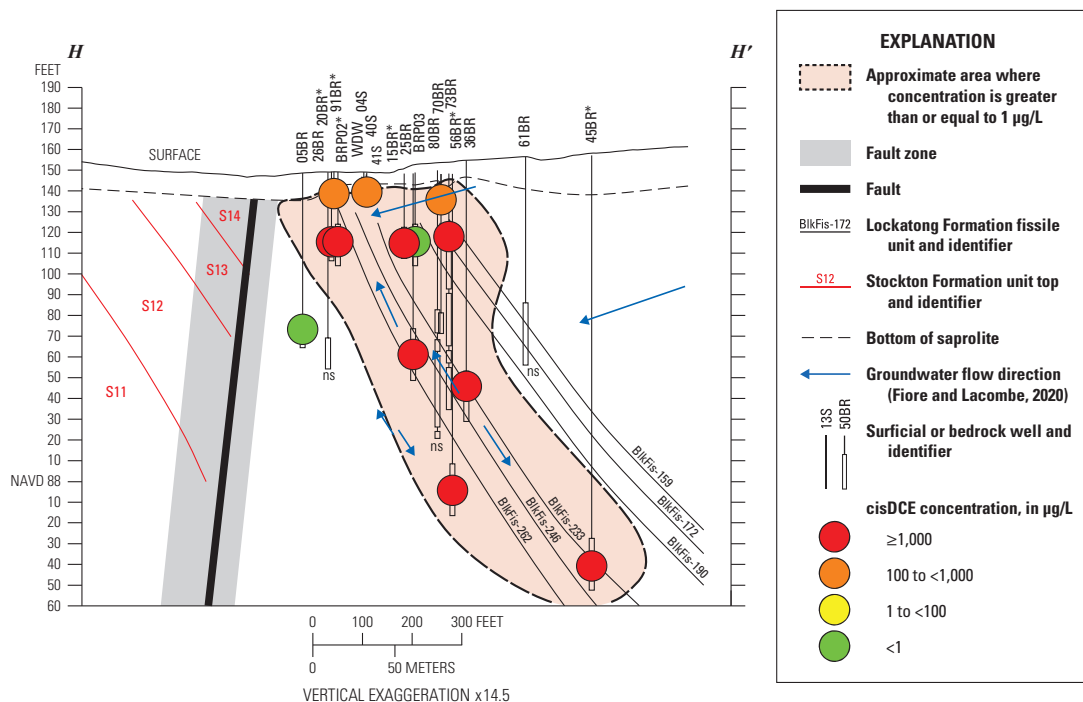 H
H′
FEET
190
180
170
160
150
140
130
120
110
100
90
80
70
60
50
40
30
20
10
NAVD 88
10
20
30
40
50
60
SURFACE
05BR
26BR
20BR*
BRP02*
91BR*
WDW
04S
41S
40S
15BR*
25BR
BRP03
80BR
70BR
56BR*
73BR
36BR
61BR
45BR*
S14
S13
S12
S11
ns
ns
ns
BlkFis-159
BlkFis-172
BlkFis-190
BlkFis-233
BlkFis-246
BlkFis-262
0 100 200 300 FEET
0 50 METERS
VERTICAL EXAGGERATION x14.5
EXPLANATION
Approximate area where
concentration is greater
than or equal to 1 µg/L
Fault zone
Fault
BlkFis-172
Lockatong Formation fissile
unit and identifier
S12
Stockton Formation unit top
and identifier
Bottom of saprolite
Groundwater flow direction
(Fiore and Lacombe, 2020)
13S
50BR
Surficial or bedrock well and
identifier
cisDCE concentration, in µg/L
≥1,000
100 to <1,000
1 to <100
<1